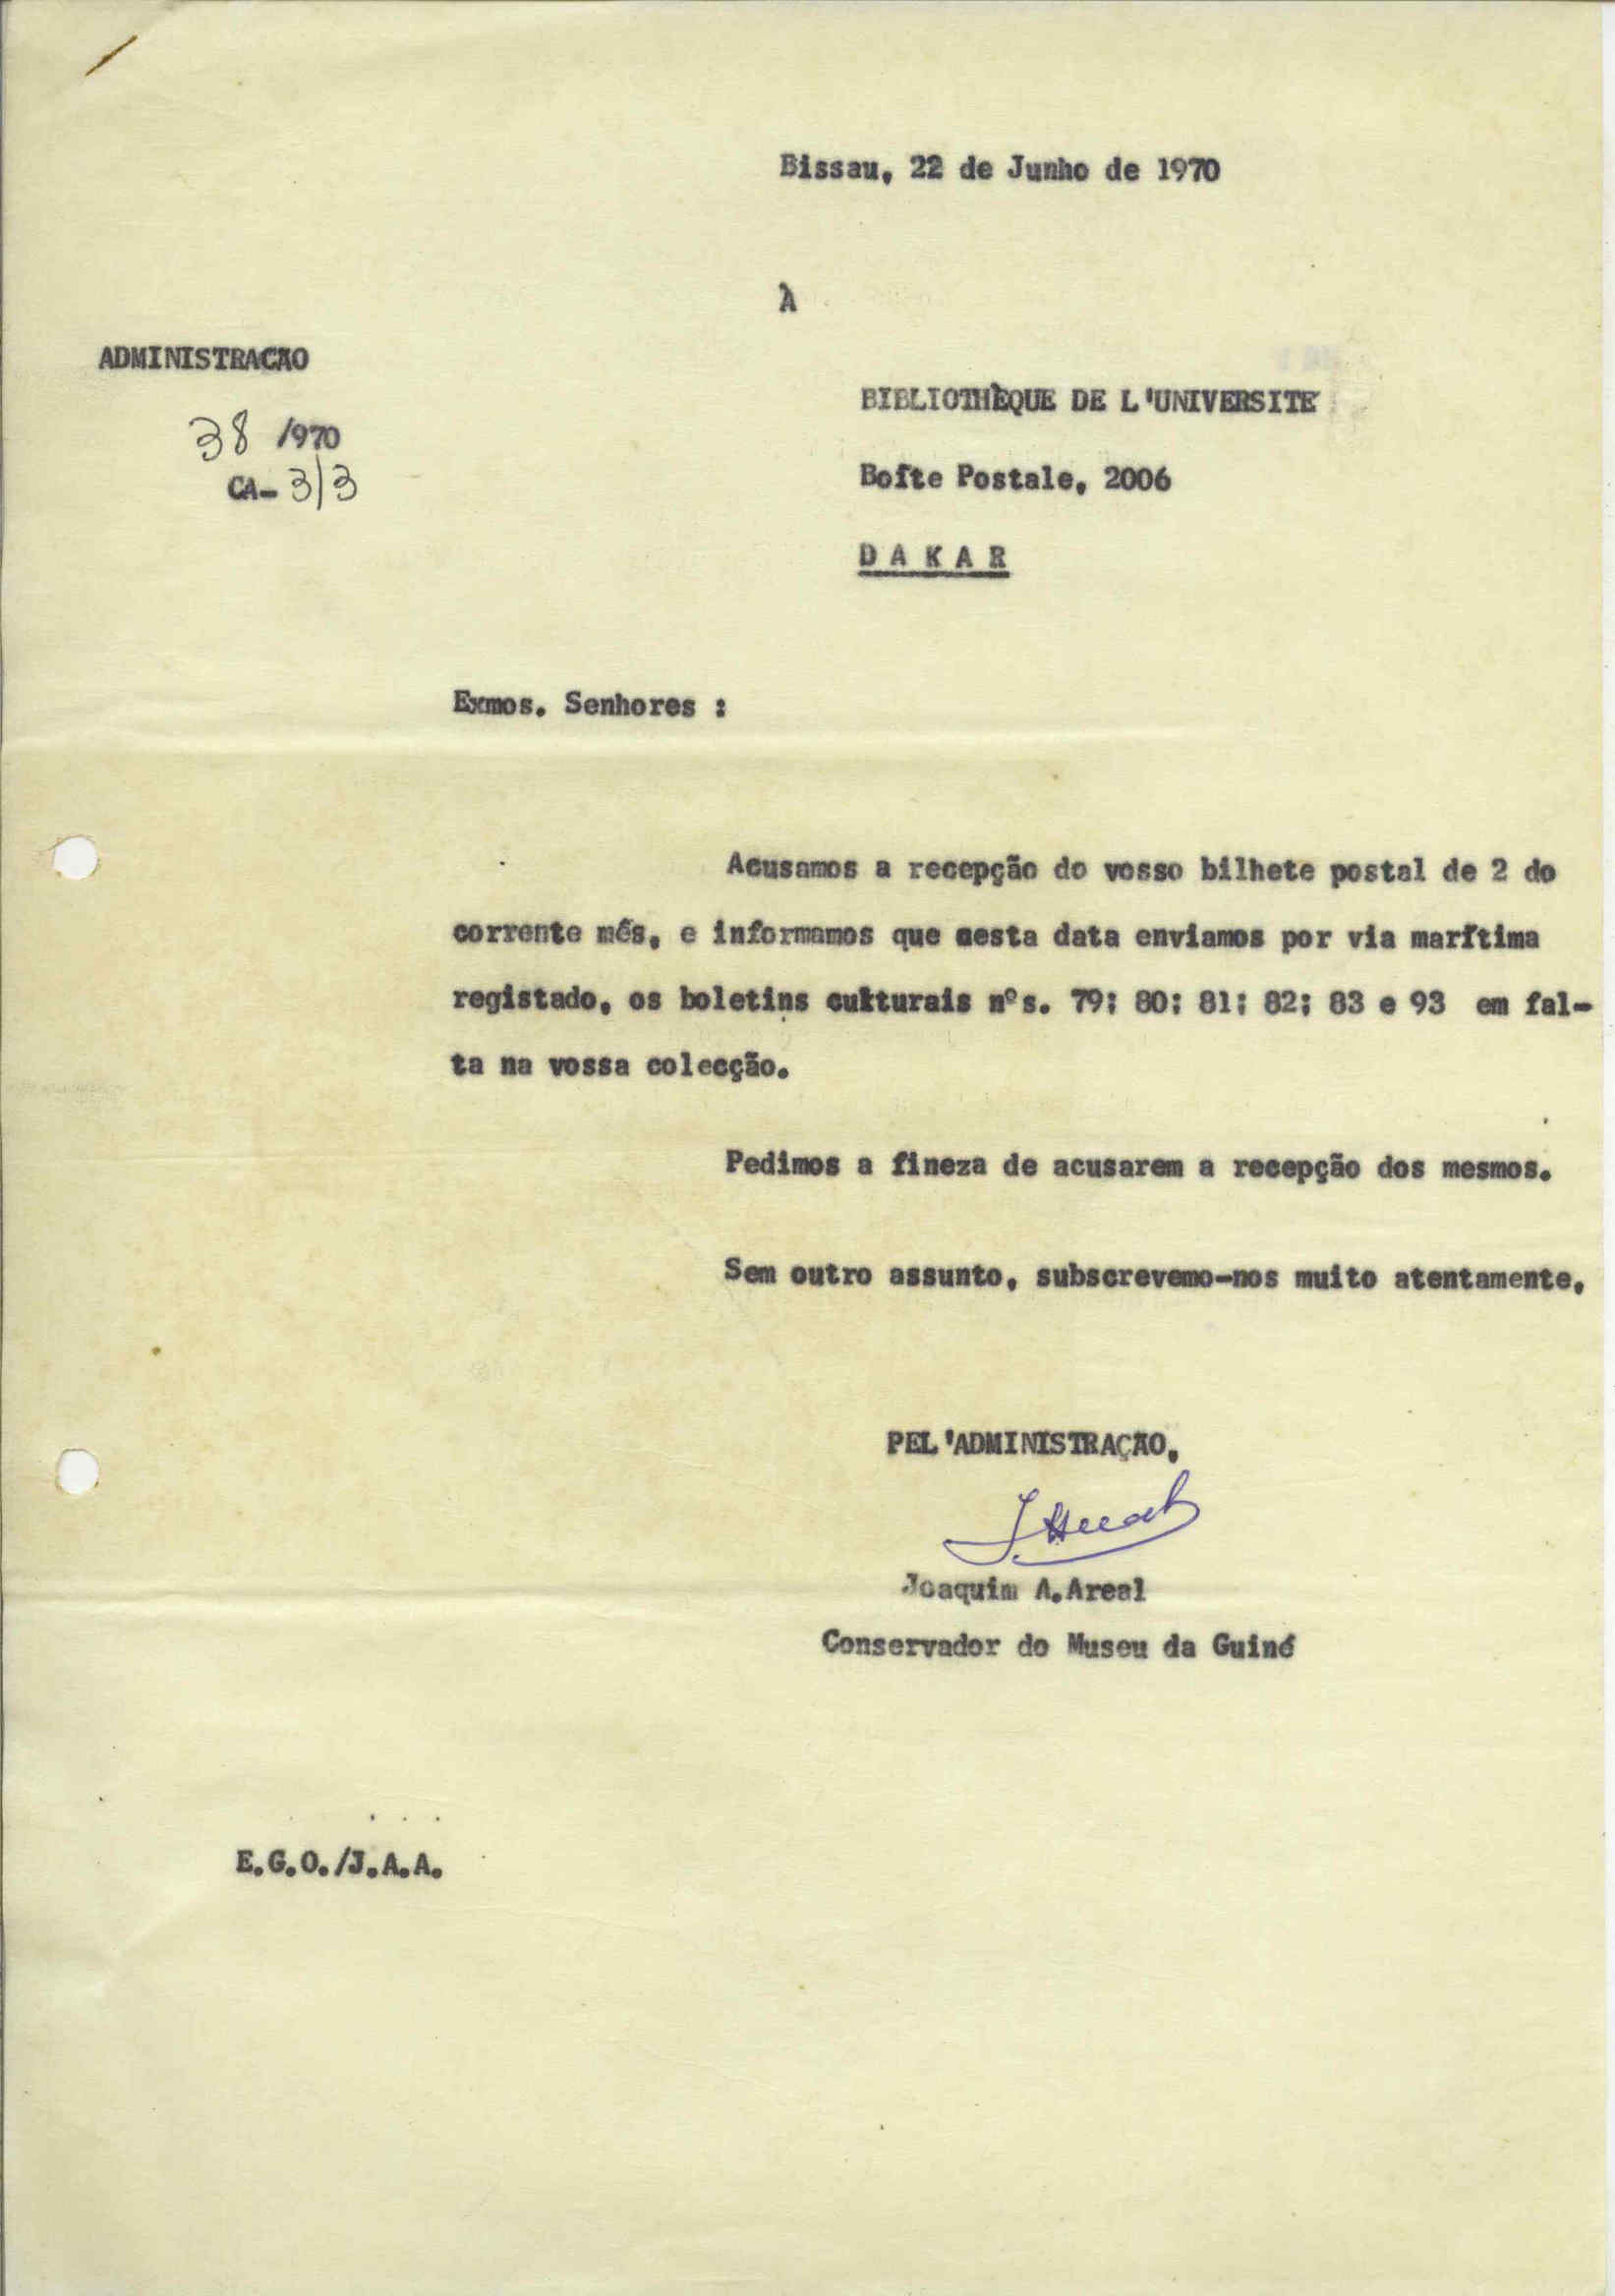 Bissau, 22 de Junho de 1970
À
ADMINISTRAÇÃO
38 /970
CA- 3/3
BIBLIOTHÈQUE DE L'UNIVERSITÉ
Boîte Postale, 2006
DAKAR
Exmos. Senhores :
Acusamos a recepção do vosso bilhete postal de 2 do
corrente mês, e informamos que nesta data enviamos por via marítima
registado, os boletins culturais nºs. 79; 80; 81; 82; 83 e 93 em fal-
ta na vossa colecção.
Pedimos a fineza de acusarem a recepção dos mesmos.
Sem outro assunto, subscrevemo-nos muito atentamente,
PEL'ADMINISTRAÇÃO,
Joaquim A.Areal
Conservador do Museu da Guiné
E.G.O./J.A.A.